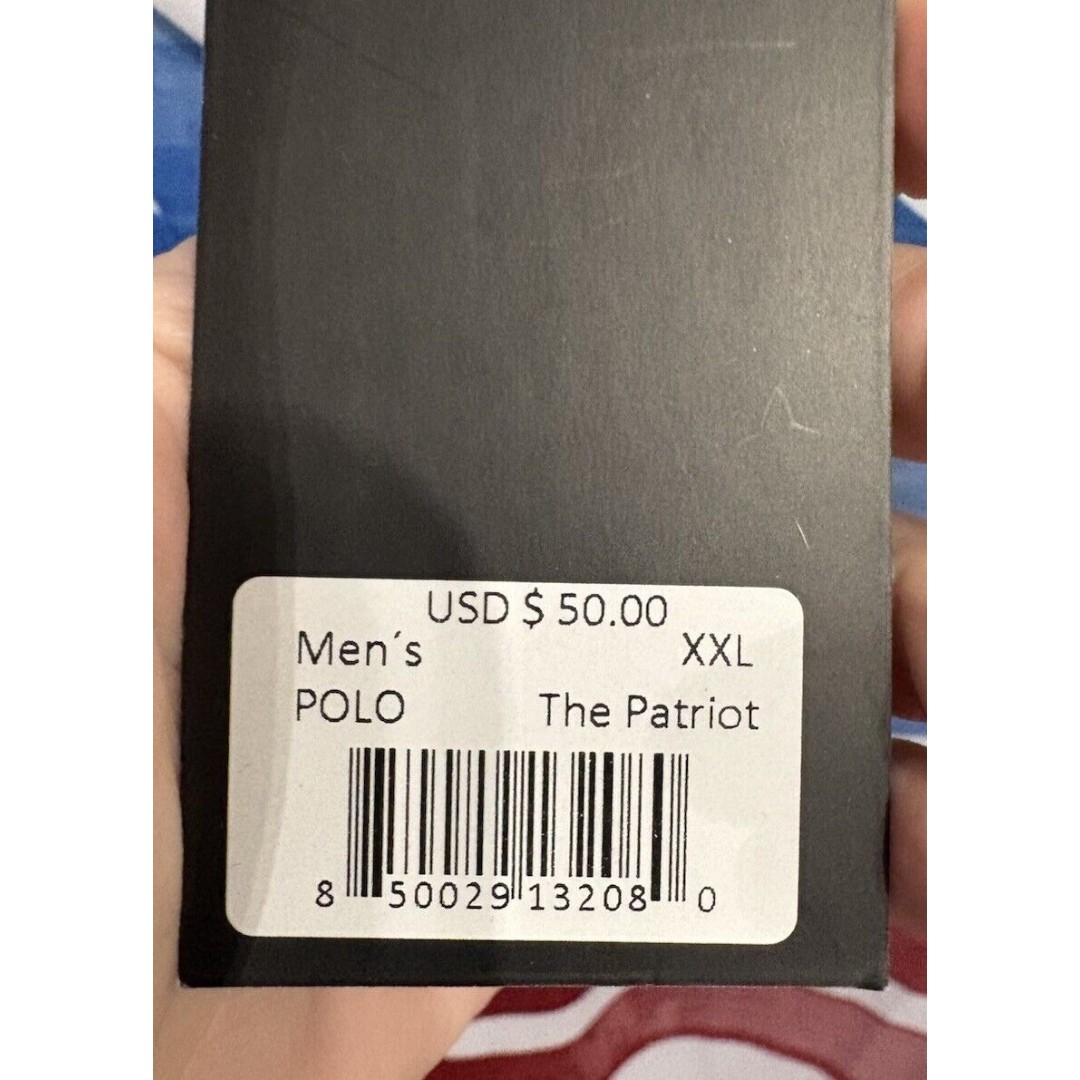 USD $ 50.00
Men´s XXL
POLO The Patriot
8 50029 13208 0